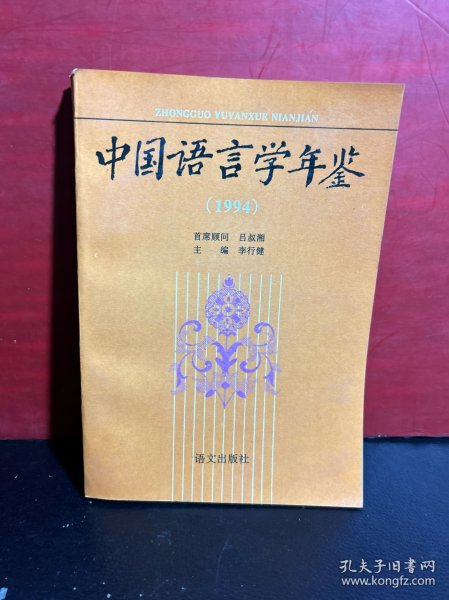 ZHONGGUO YUYANXUE NIANJIAN
中国语言学年鉴
(1994)
首席顾问 吕叔湘
主 编 李行健
语文出版社
孔夫子旧书网
www.kongfz.com